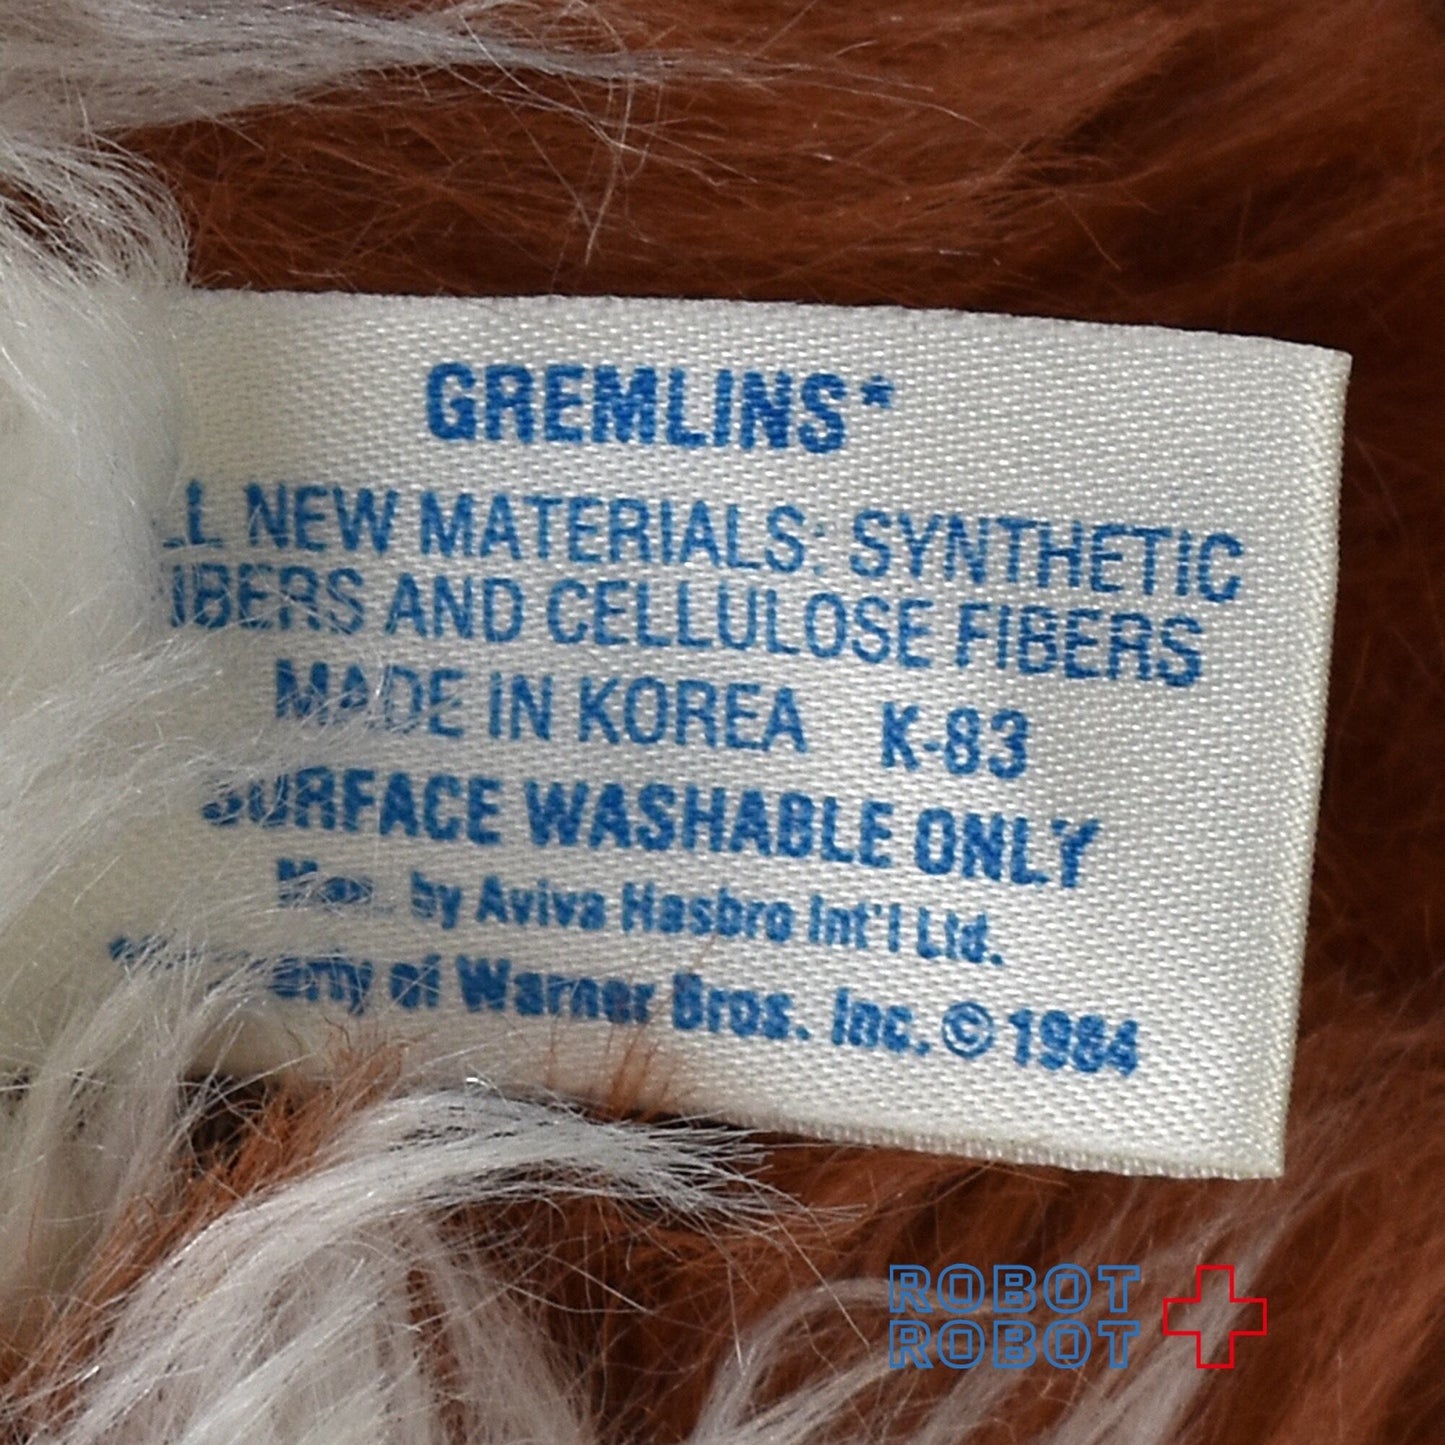 GREMLINS*
LL NEW MATERIALS: SYNTHETIC
IBERS AND CELLULOSE FIBERS
MADE IN KOREA K-83
SURFACE WASHABLE ONLY
by Aviva Hasbro Int'l Ltd.
of Warner Bros. Inc. © 1984
ROBOT
ROBOT